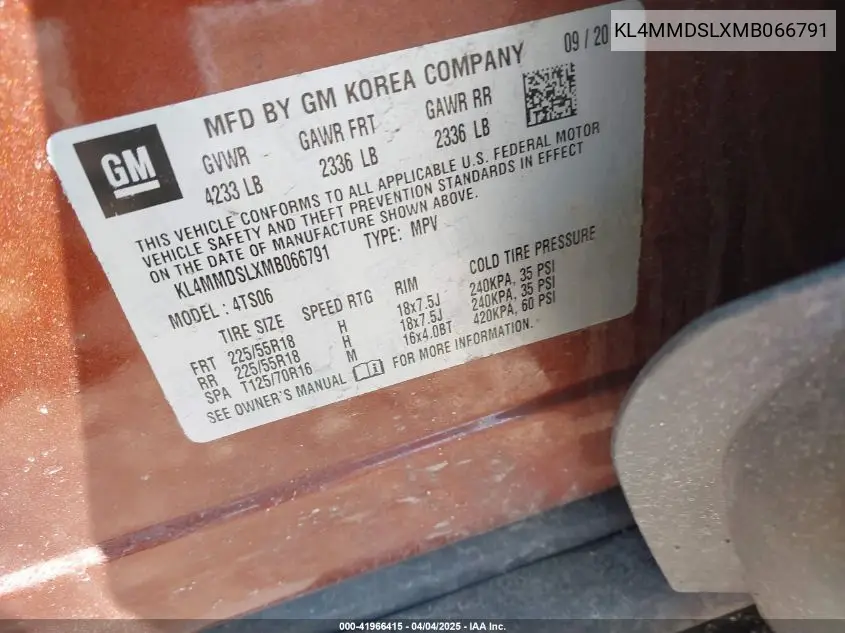 KL4MMDSLXMB066791
09 / 20
MFD BY GM KOREA COMPANY
GM
GVWR GAWR FRT GAWR RR
4233 LB 2336 LB 2336 LB
THIS VEHICLE CONFORMS TO ALL APPLICABLE U.S. FEDERAL MOTOR
VEHICLE SAFETY AND THEFT PREVENTION STANDARDS IN EFFECT
ON THE DATE OF MANUFACTURE SHOWN ABOVE.
KL4MMDSLXMB066791 TYPE: MPV
MODEL : 4TS06
TIRE SIZE SPEED RTG RIM COLD TIRE PRESSURE
FRT 225/55R18 H 18x7.5J 240KPA, 35 PSI
RR 225/55R18 H 18x7.5J 240KPA, 35 PSI
SPA T125/70R16 M 16x4.0BT 420KPA, 60 PSI
SEE OWNER'S MANUAL FOR MORE INFORMATION.
000-41966415 - 04/04/2025 - IAA Inc.